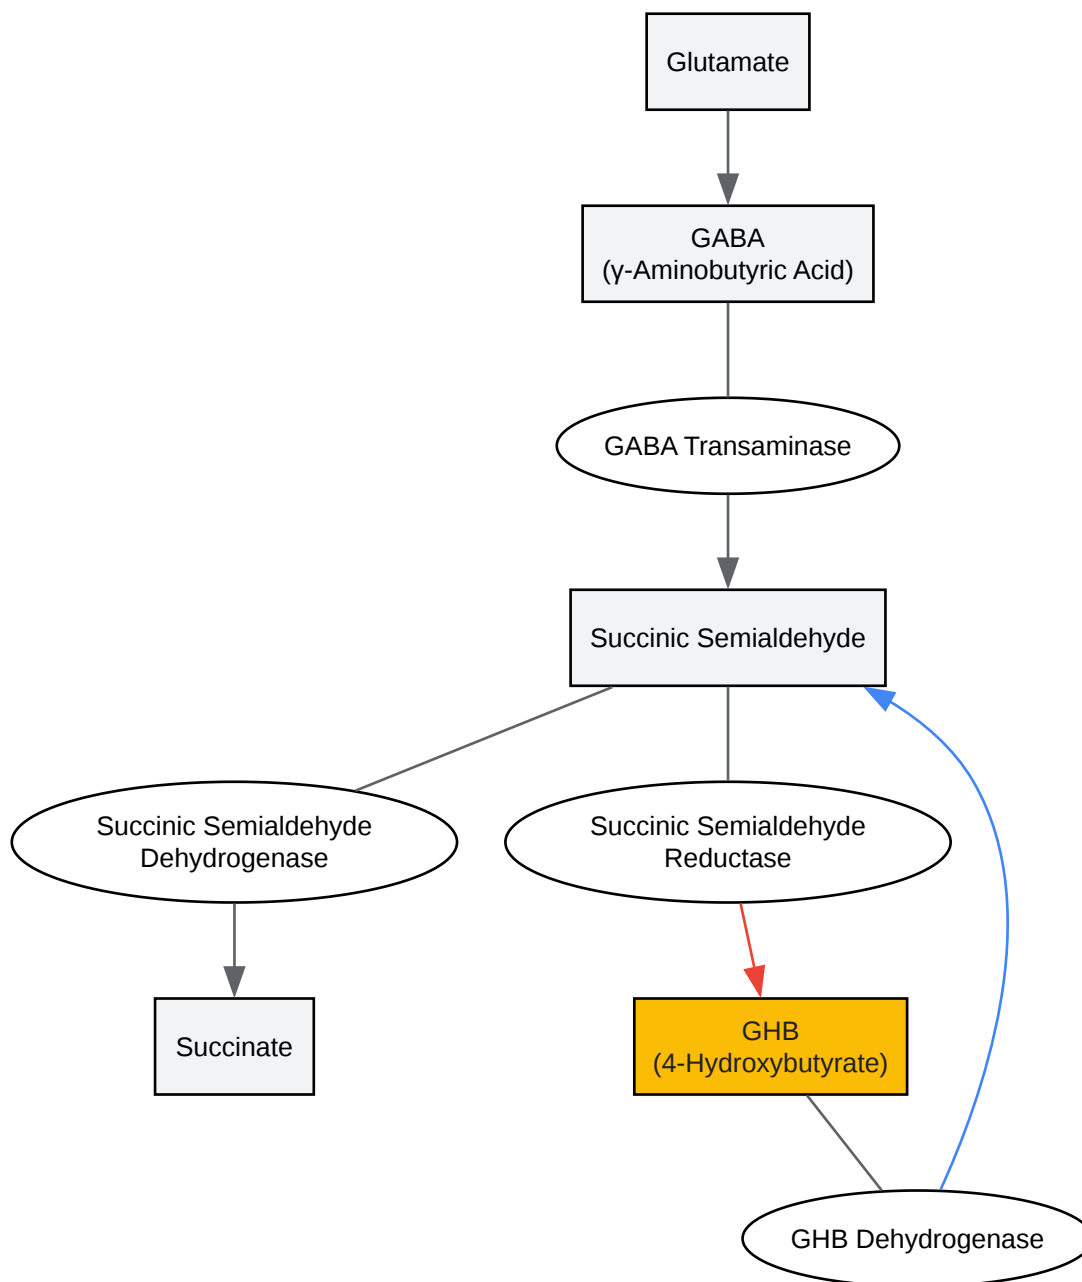 Glutamate
GABA
(γ-Aminobutyric Acid)
GABA Transaminase
Succinic Semialdehyde
Succinic Semialdehyde
Dehydrogenase
Succinic Semialdehyde
Reductase
Succinate
GHB
(4-Hydroxybutyrate)
GHB Dehydrogenase